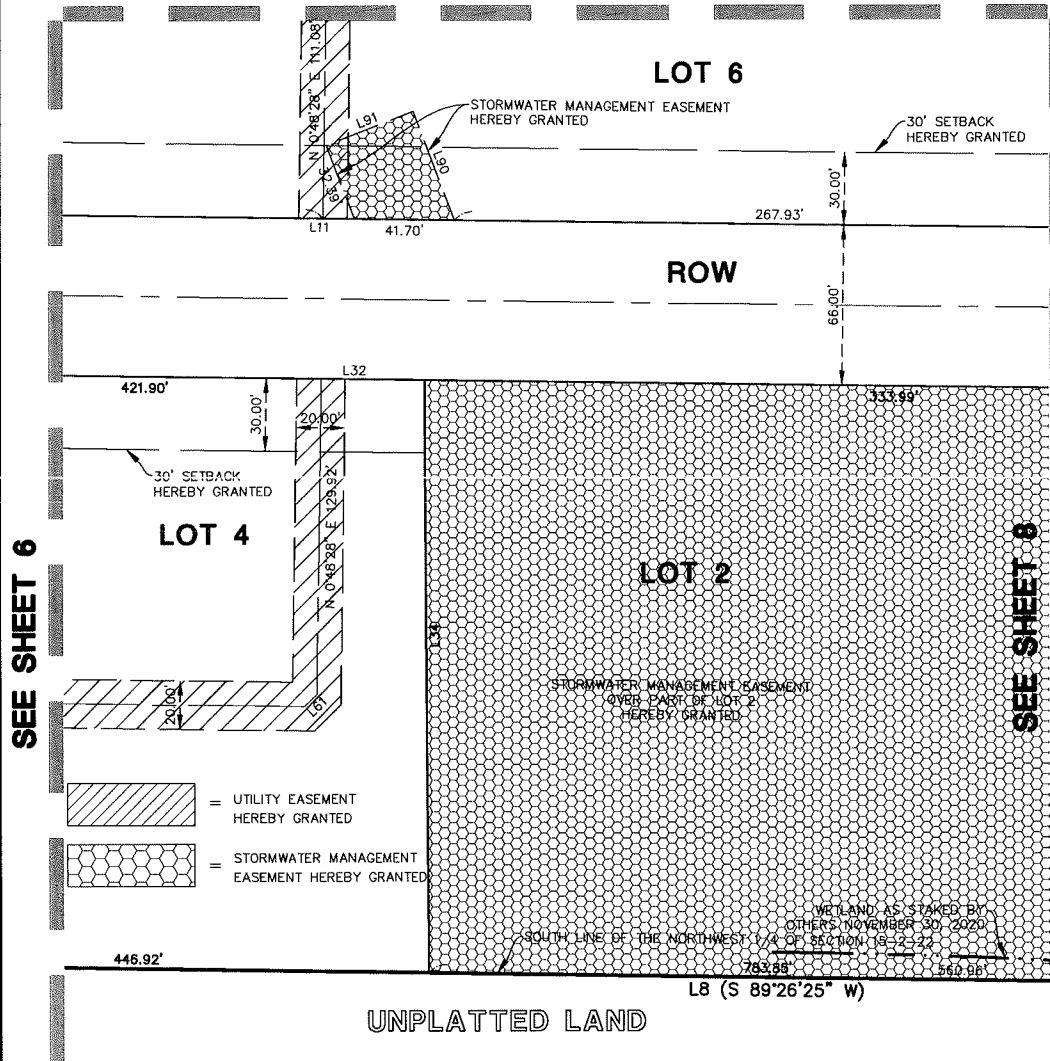 N 0°48'28" E 111.08'
LOT 6
STORMWATER MANAGEMENT EASEMENT
HEREBY GRANTED
L91
L90
30' SETBACK
HEREBY GRANTED
30.00'
L11
41.70'
267.93'
ROW
66.00'
421.90'
L32
333.99'
30.00'
20.00'
30' SETBACK
HEREBY GRANTED
N 0°48'28" E 129.92'
LOT 4
LOT 2
SEE SHEET 6
SEE SHEET 8
L34
STORMWATER MANAGEMENT EASEMENT
OVER PART OF LOT 2
HEREBY GRANTED
20.00'
L61
= UTILITY EASEMENT
HEREBY GRANTED
= STORMWATER MANAGEMENT
EASEMENT HEREBY GRANTED
WETLAND AS STAKED BY
OTHERS NOVEMBER 30, 2020
SOUTH LINE OF THE NORTHWEST 1/4 OF SECTION 15-2-22
446.92'
783.85'
560.96'
L8 (S 89°26'25" W)
UNPLATTED LAND